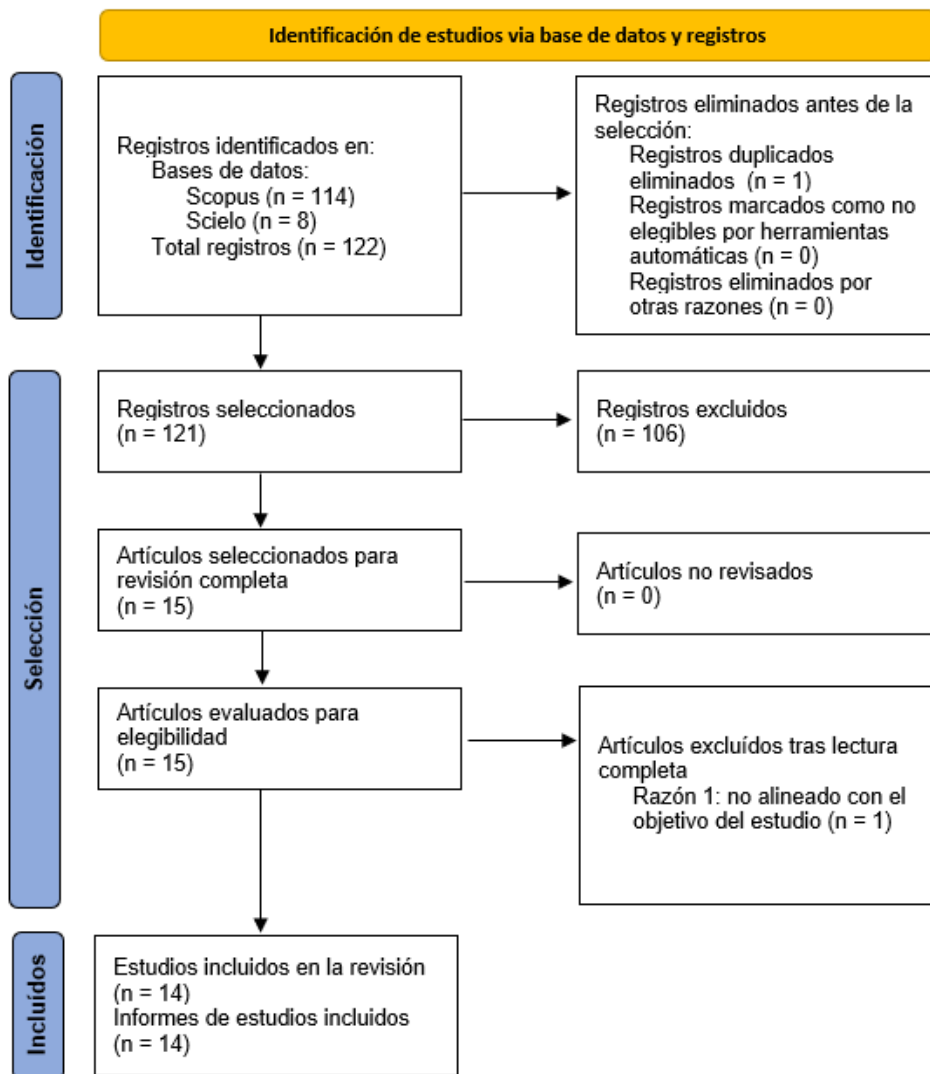 Identificación de estudios via base de datos y registros
Identificación
Registros identificados en:
Bases de datos:
Scopus (n = 114)
Scielo (n = 8)
Total registros (n = 122)
Registros eliminados antes de la
selección:
Registros duplicados
eliminados (n = 1)
Registros marcados como no
elegibles por herramientas
automáticas (n = 0)
Registros eliminados por
otras razones (n = 0)
Selección
Registros seleccionados
(n = 121)
Registros excluidos
(n = 106)
Artículos seleccionados para
revisión completa
(n = 15)
Artículos no revisados
(n = 0)
Artículos evaluados para
elegibilidad
(n = 15)
Artículos excluídos tras lectura
completa
Razón 1: no alineado con el
objetivo del estudio (n = 1)
Incluídos
Estudios incluidos en la revisión
(n = 14)
Informes de estudios incluidos
(n = 14)